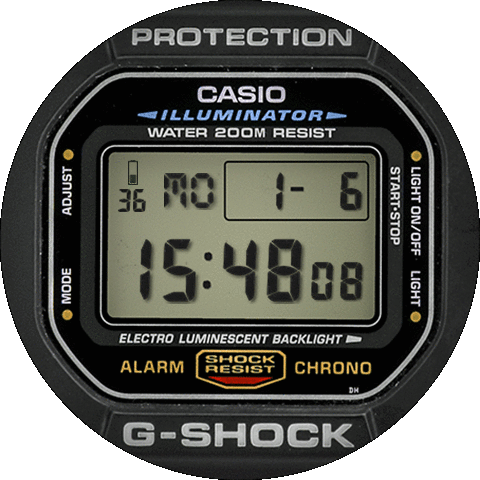 PROTECTION
CASIO
ILLUMINATOR
WATER 200M RESIST
ADJUST
MODE
36
MO 1- 6
15:48 08
START·STOP
LIGHT ON/OFF
LIGHT
ELECTRO LUMINESCENT BACKLIGHT
ALARM
SHOCK
RESIST
CHRONO
DH
G-SHOCK